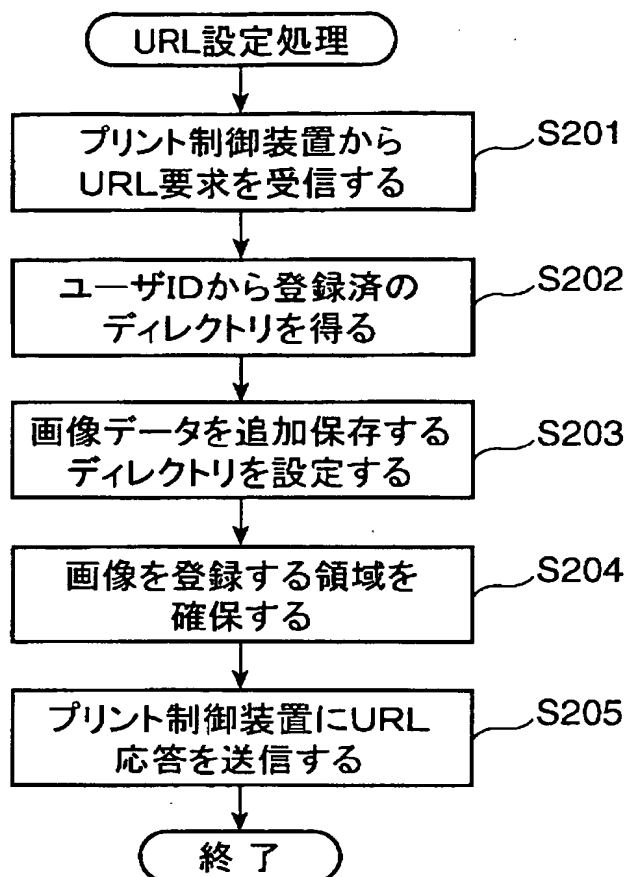 URL設定処理
プリント制御装置から
URL要求を受信する
S201
ユーザIDから登録済の
ディレクトリを得る
S202
画像データを追加保存する
ディレクトリを設定する
S203
画像を登録する領域を
確保する
S204
プリント制御装置にURL
応答を送信する
S205
終了